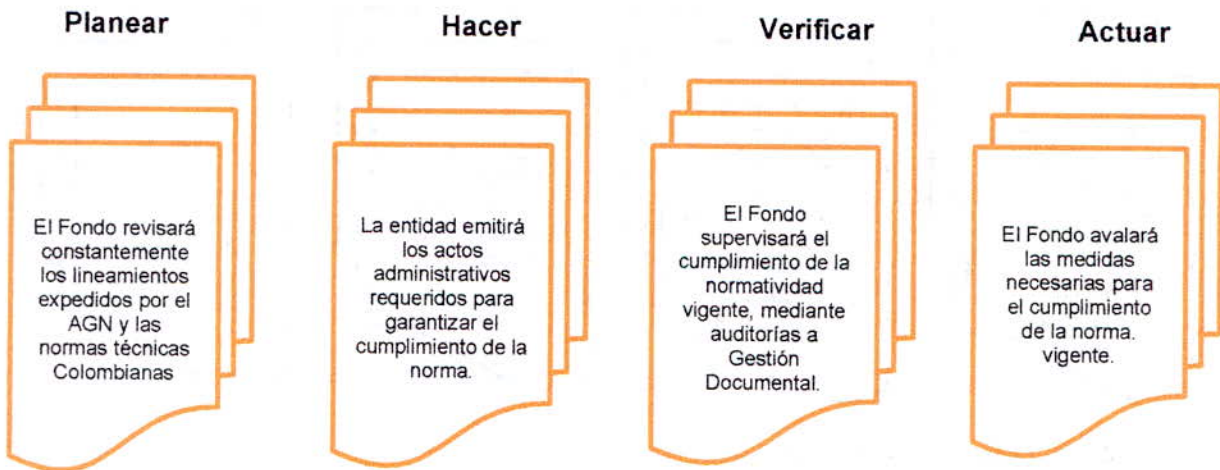 Planear
El Fondo revisará
constantemente
los lineamientos
expedidos por el
AGN y las
normas técnicas
Colombianas
Hacer
La entidad emitirá
los actos
administrativos
requeridos para
garantizar el
cumplimiento de la
norma.
Verificar
El Fondo
supervisará el
cumplimiento de la
normatividad
vigente, mediante
auditorías a
Gestión
Documental.
Actuar
El Fondo avalará
las medidas
necesarias para
el cumplimiento
de la norma.
vigente.